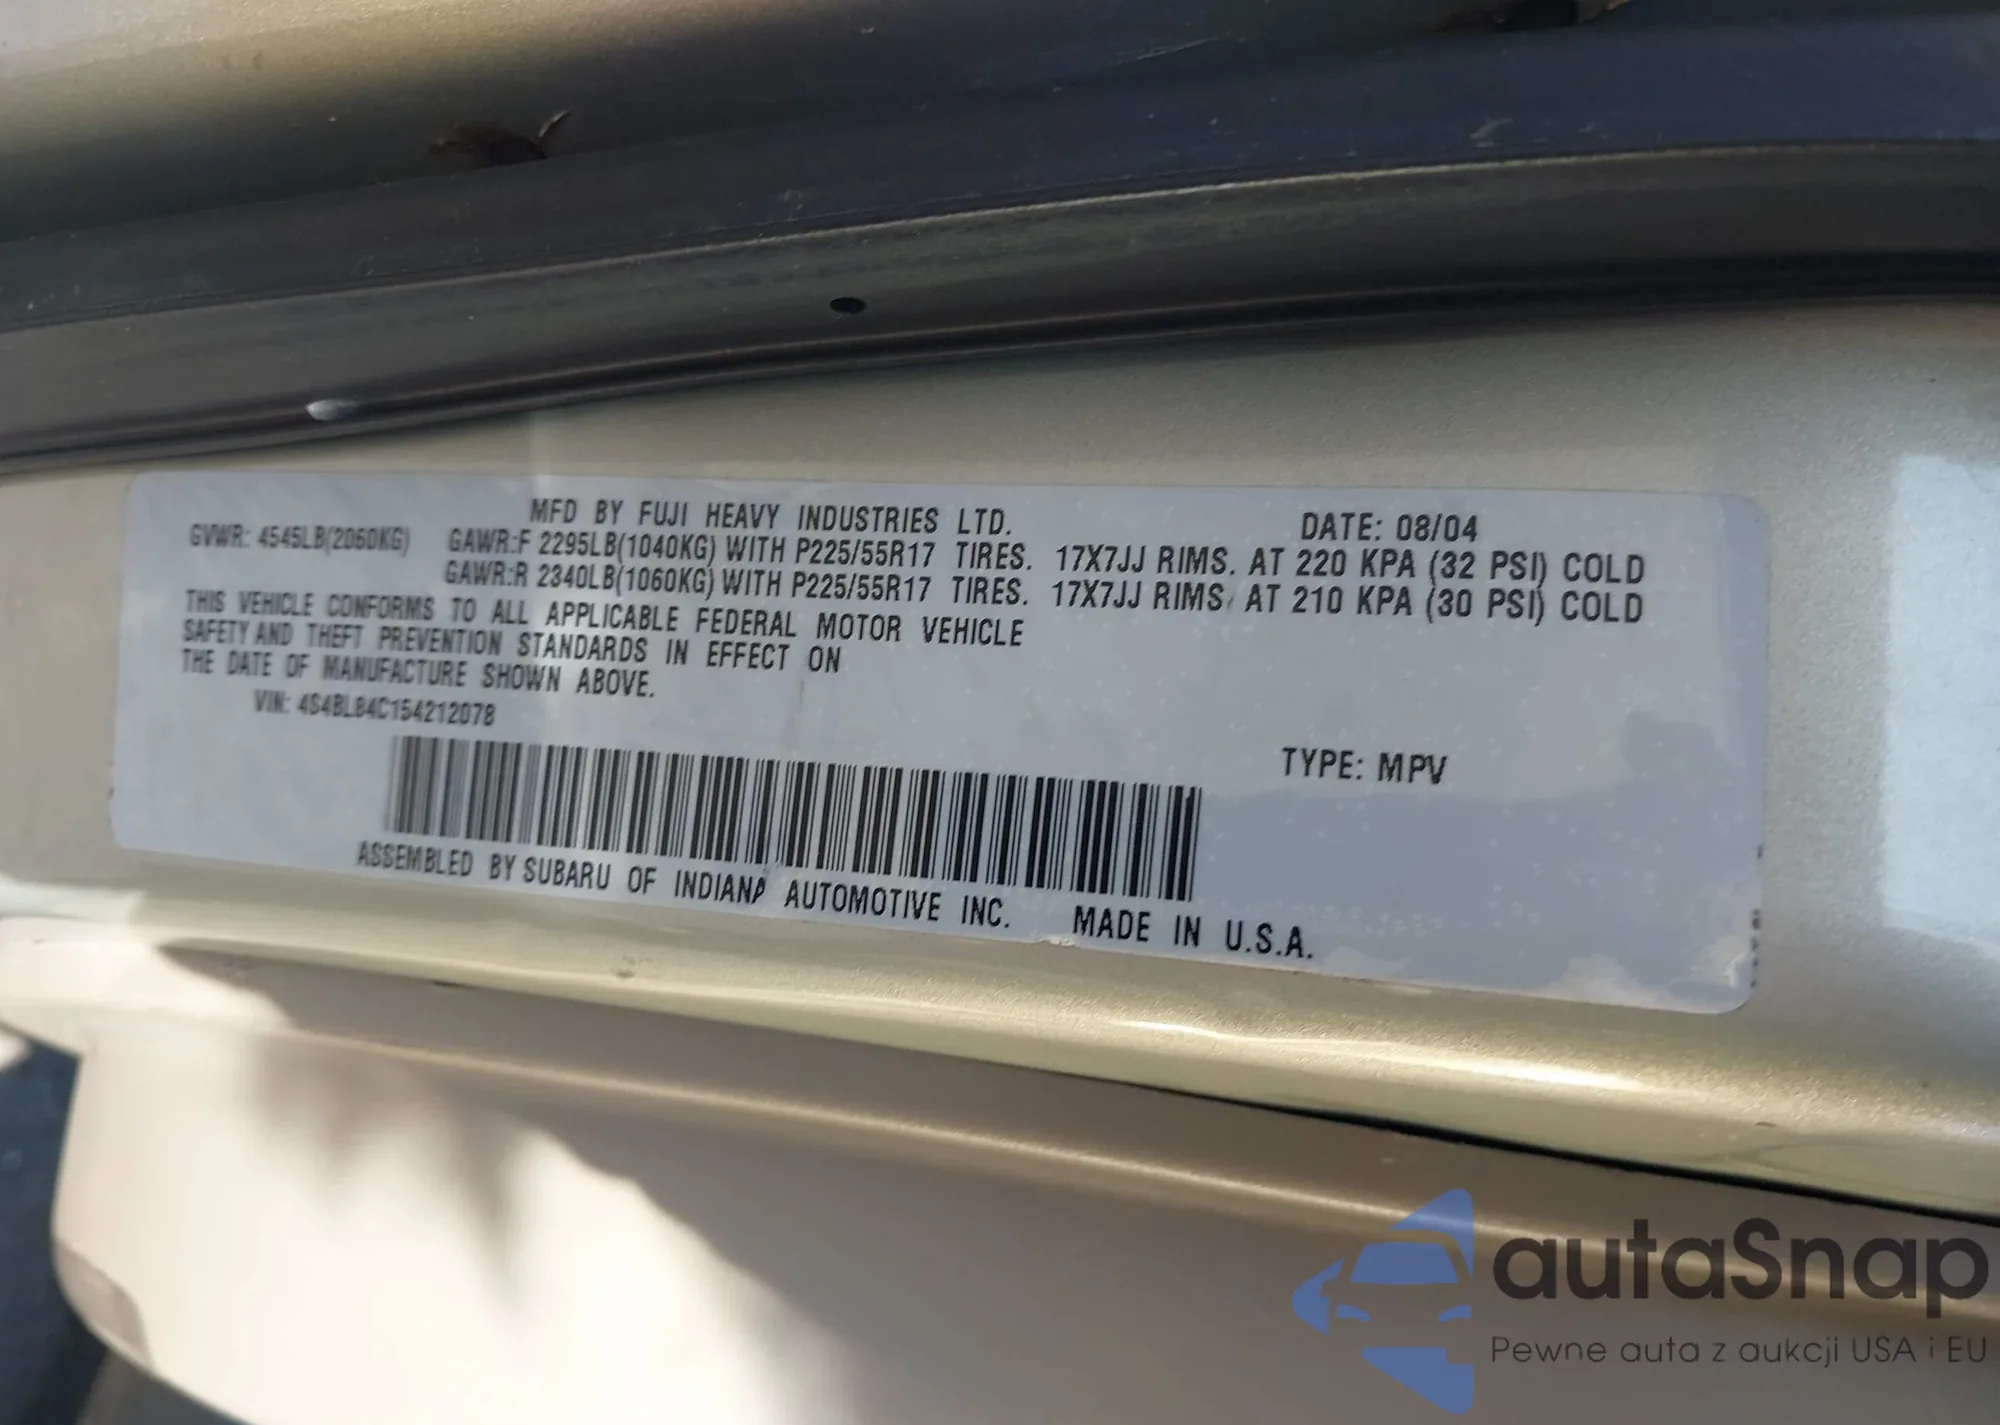 MFD BY FUJI HEAVY INDUSTRIES LTD. DATE: 08/04
GVWR: 4545LB(2060KG) GAWR:F 2295LB(1040KG) WITH P225/55R17 TIRES. 17X7JJ RIMS. AT 220 KPA (32 PSI) COLD
GAWR:R 2340LB(1060KG) WITH P225/55R17 TIRES. 17X7JJ RIMS. AT 210 KPA (30 PSI) COLD
THIS VEHICLE CONFORMS TO ALL APPLICABLE FEDERAL MOTOR VEHICLE
SAFETY AND THEFT PREVENTION STANDARDS IN EFFECT ON
THE DATE OF MANUFACTURE SHOWN ABOVE.
VIN: 4S4BL84C154212078
TYPE: MPV
ASSEMBLED BY SUBARU OF INDIANA AUTOMOTIVE INC. MADE IN U.S.A.
autaSnap
Pewne auta z aukcji USA i EU